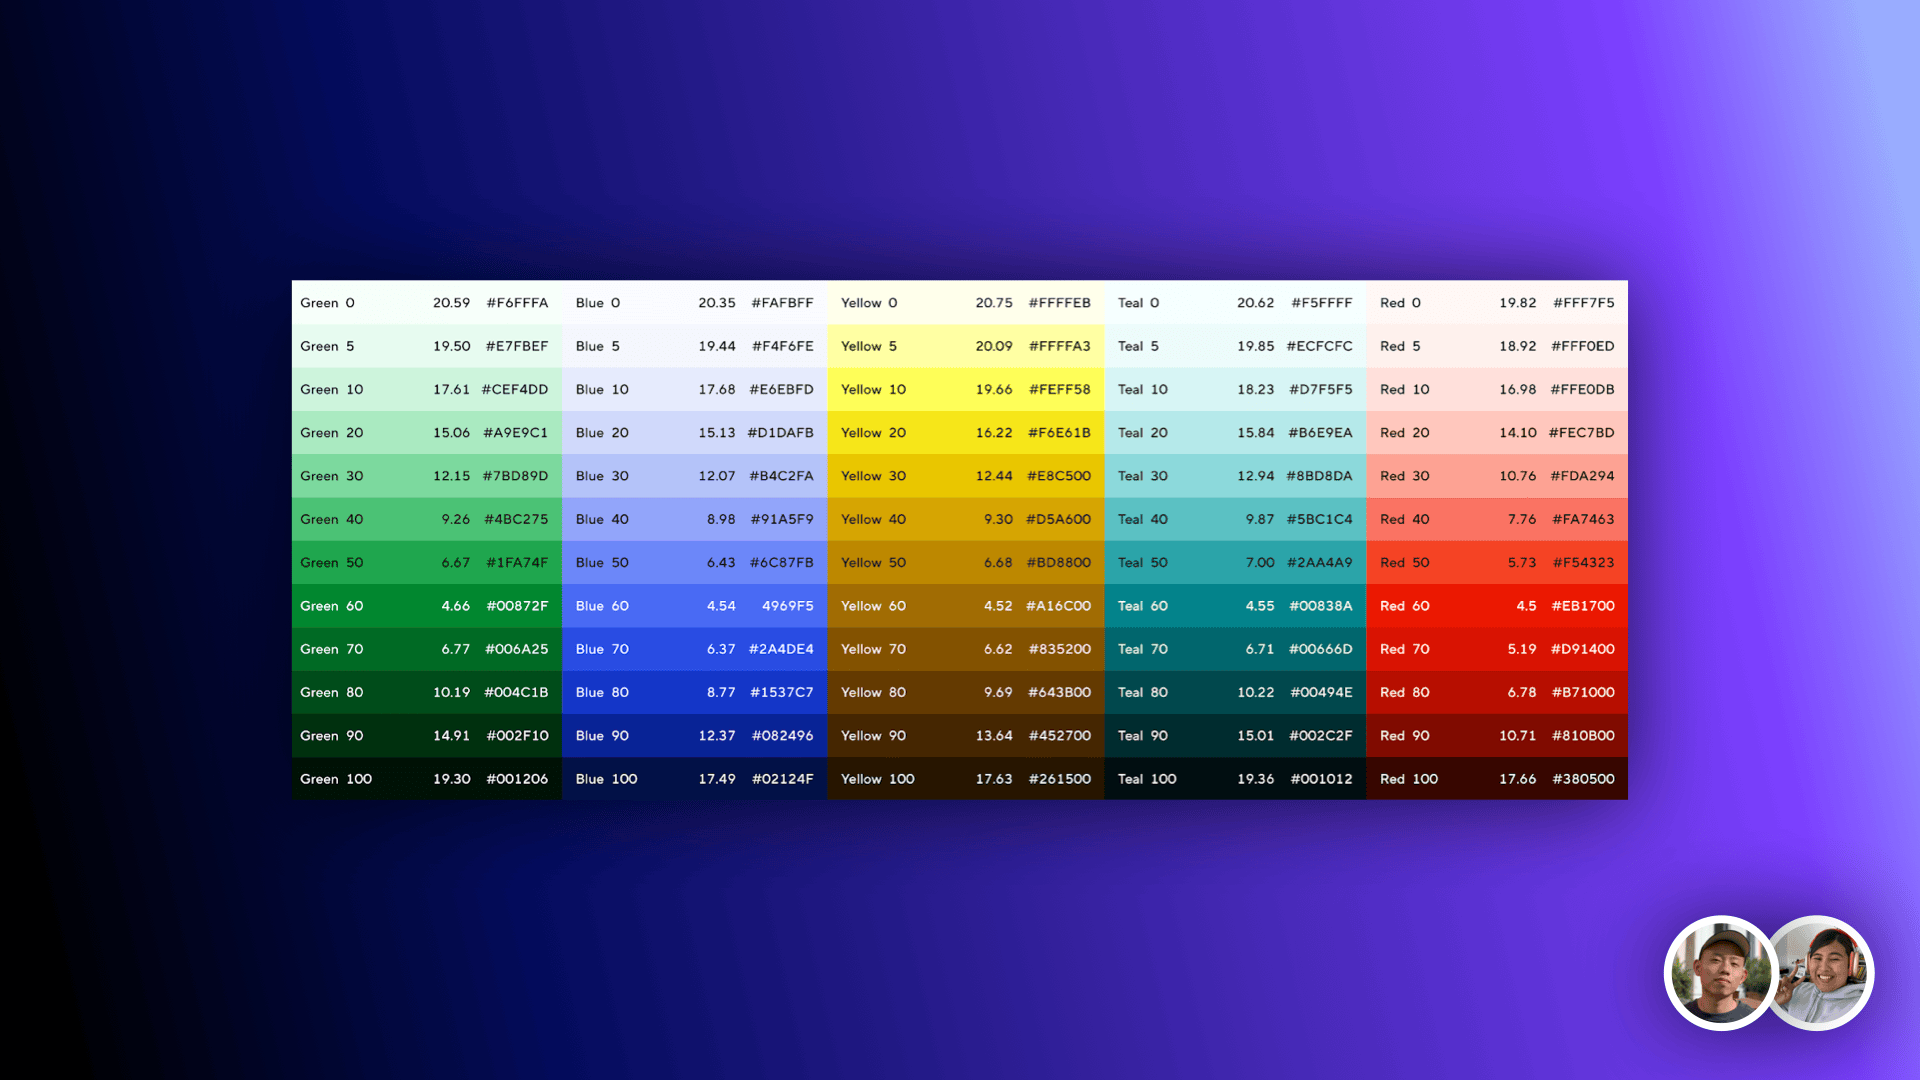 Green 0 20.59 #F6FFFA Blue 0 20.35 #FAFBFF Yellow 0 20.75 #FFFFEB Teal 0 20.62 #F5FFFF Red 0 19.82 #FFF7F5
Green 5 19.50 #E7FBEF Blue 5 19.44 #F4F6FE Yellow 5 20.09 #FFFFA3 Teal 5 19.85 #ECFCFC Red 5 18.92 #FFF0ED
Green 10 17.61 #CEF4DD Blue 10 17.68 #E6EBFD Yellow 10 19.66 #FEFF58 Teal 10 18.23 #D7F5F5 Red 10 16.98 #FFE0DB
Green 20 15.06 #A9E9C1 Blue 20 15.13 #D1DAFB Yellow 20 16.22 #F6E61B Teal 20 15.84 #B6E9EA Red 20 14.10 #FEC7BD
Green 30 12.15 #7BD89D Blue 30 12.07 #B4C2FA Yellow 30 12.44 #E8C500 Teal 30 12.94 #8BD8DA Red 30 10.76 #FDA294
Green 40 9.26 #4BC275 Blue 40 8.98 #91A5F9 Yellow 40 9.30 #D5A600 Teal 40 9.87 #5BC1C4 Red 40 7.76 #FA7463
Green 50 6.67 #1FA74F Blue 50 6.43 #6C87FB Yellow 50 6.68 #BD8800 Teal 50 7.00 #2AA4A9 Red 50 5.73 #F54323
Green 60 4.66 #00872F Blue 60 4.54 4969F5 Yellow 60 4.52 #A16C00 Teal 60 4.55 #00838A Red 60 4.5 #EB1700
Green 70 6.77 #006A25 Blue 70 6.37 #2A4DE4 Yellow 70 6.62 #835200 Teal 70 6.71 #00666D Red 70 5.19 #D91400
Green 80 10.19 #004C1B Blue 80 8.77 #1537C7 Yellow 80 9.69 #643B00 Teal 80 10.22 #00494E Red 80 6.78 #B71000
Green 90 14.91 #002F10 Blue 90 12.37 #082496 Yellow 90 13.64 #452700 Teal 90 15.01 #002C2F Red 90 10.71 #810B00
Green 100 19.30 #001206 Blue 100 17.49 #02124F Yellow 100 17.63 #261500 Teal 100 19.36 #001012 Red 100 17.66 #380500